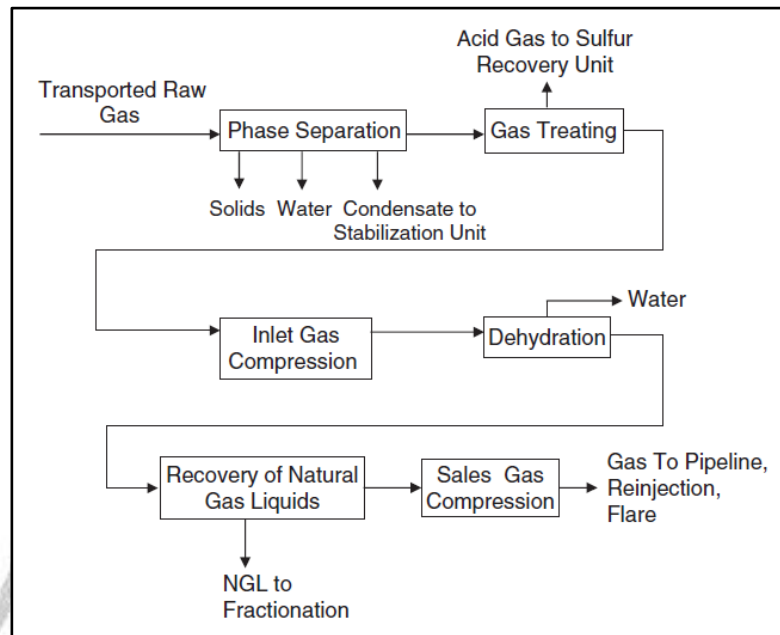 Acid Gas to Sulfur
Recovery Unit
Transported Raw
Gas
Phase Separation
Gas Treating
Solids Water Condensate to
Stabilization Unit
Water
Inlet Gas
Compression
Dehydration
Recovery of Natural
Gas Liquids
Sales Gas
Compression
Gas To Pipeline,
Reinjection,
Flare
NGL to
Fractionation